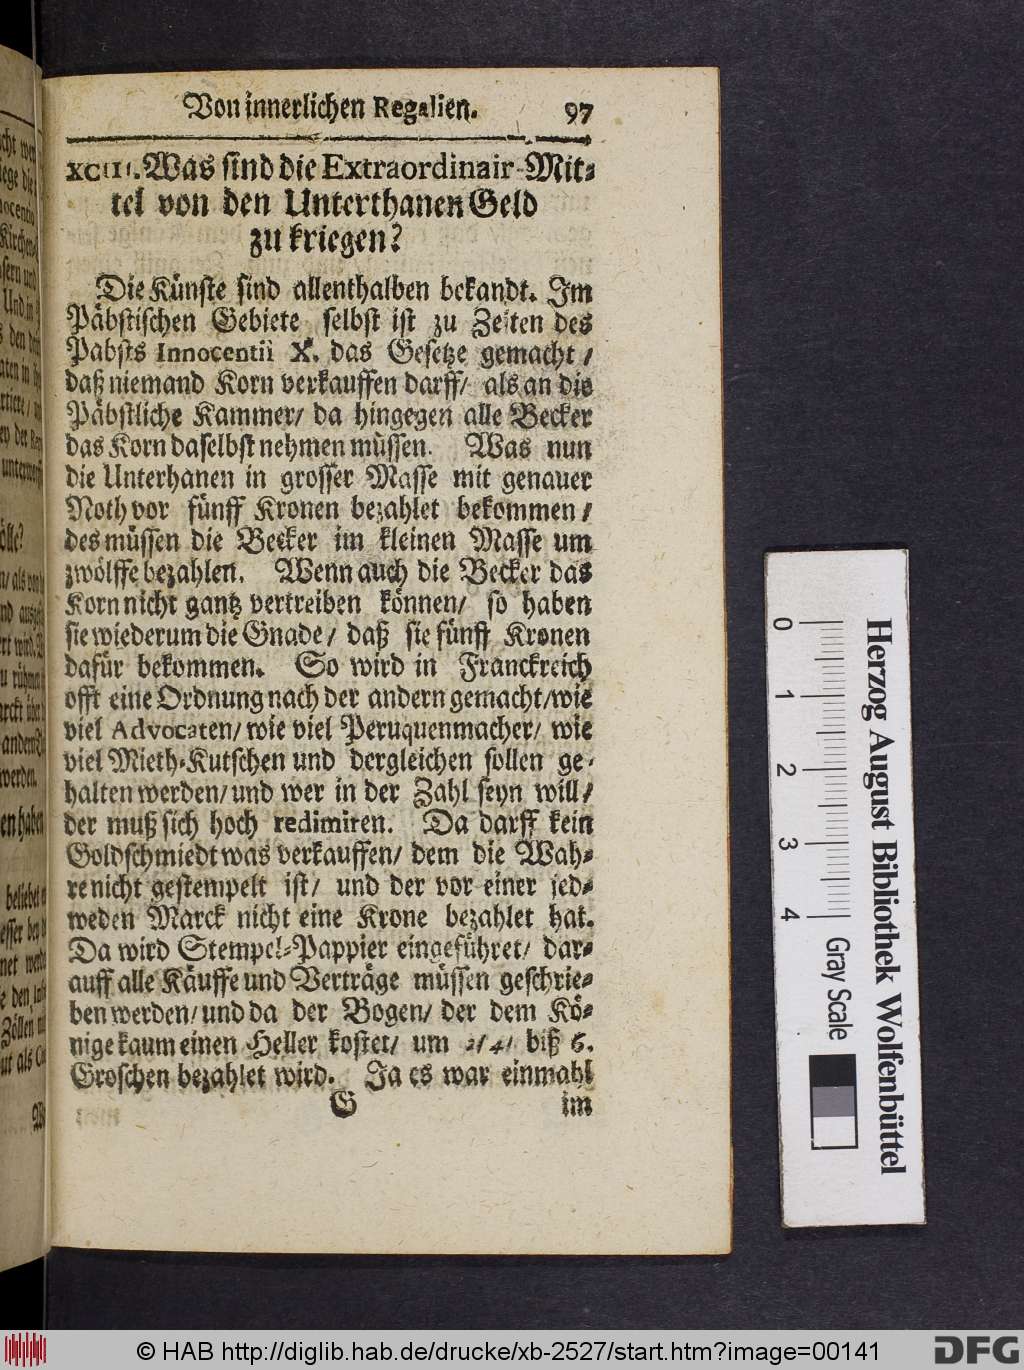 Von innerlichen Regalien. 97
XCIII. Was sind die Extraordinair-Mit⸗
tel von den Unterthanen Geld
zu kriegen?
Die Künste sind allenthalben bekandt. Im
Päbstischen Gebiete selbst ist zu Zeiten des
Pabsts Innocentii X. das Gesetze gemacht /
daß niemand Korn verkauffen darff/ als an die
Päbstliche Kammer/ da hingegen alle Becker
das Korn daselbst nehmen müssen. Was nun
die Unterhanen in grosser Masse mit genauer
Noth vor fünff Kronen bezahlet bekommen /
des müssen die Becker im kleinen Masse um
zwölffe bezahlen. Wenn auch die Becker das
Korn nicht gantz vertreiben können/ so haben
sie wiederum die Gnade / daß sie fünff Kronen
dafür bekommen. So wird in Franckreich
offt eine Ordnung nach der andern gemacht/ wie
viel Advocaten/ wie viel Peruquenmacher/ wie
viel Mieth-Kutschen und dergleichen sollen ge⸗
halten werden/ und wer in der Zahl seyn will/
der muß sich hoch redimiren. Da darff kein
Goldschmiedt was verkauffen/ dem die Wah⸗
re nicht gestempelt ist/ und der vor einer jed⸗
weden Marck nicht eine Krone bezahlet hat.
Da wird Stempel-Pappier eingeführet/ dar⸗
auff alle Käuffe und Verträge müssen geschrie⸗
ben werden/ und da der Bogen/ der dem Kö⸗
nige kaum einen Heller kostet/ um 2/ 4/ biß 6.
Groschen bezahlet wird. Ja es war einmahl
G im
0 1 2 3 4
Gray Scale
Herzog August Bibliothek Wolfenbüttel
© HAB http://diglib.hab.de/drucke/xb-2527/start.htm?image=00141
DFG